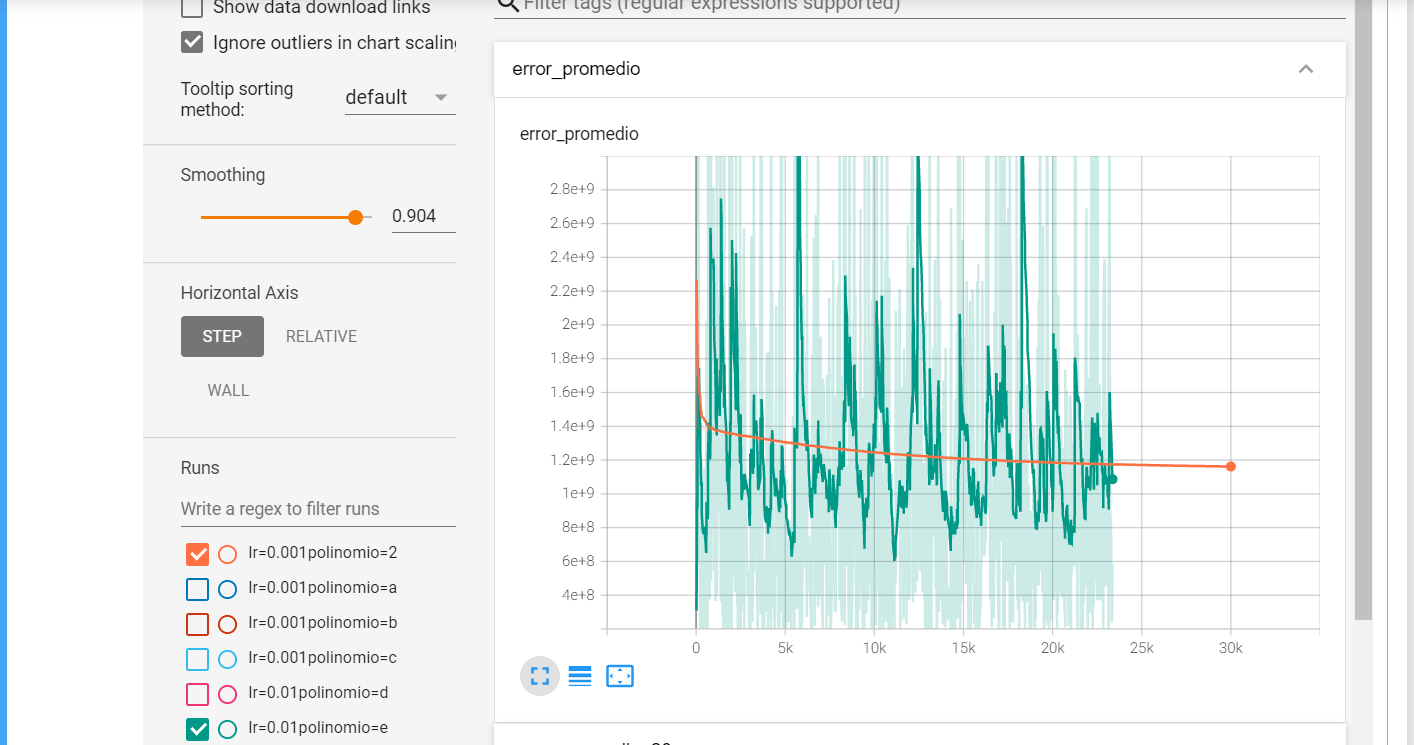 Show data download links
Filter tags (regular expressions supported)
Ignore outliers in chart scaling
Tooltip sorting
method:
default
Smoothing
0.904
Horizontal Axis
STEP
RELATIVE
WALL
Runs
Write a regex to filter runs
lr=0.001polinomio=2
lr=0.001polinomio=a
lr=0.001polinomio=b
lr=0.001polinomio=c
lr=0.01polinomio=d
lr=0.01polinomio=e
error_promedio
error_promedio
2.8e+9
2.6e+9
2.4e+9
2.2e+9
2e+9
1.8e+9
1.6e+9
1.4e+9
1.2e+9
1e+9
8e+8
6e+8
4e+8
0
5k
10k
15k
20k
25k
30k